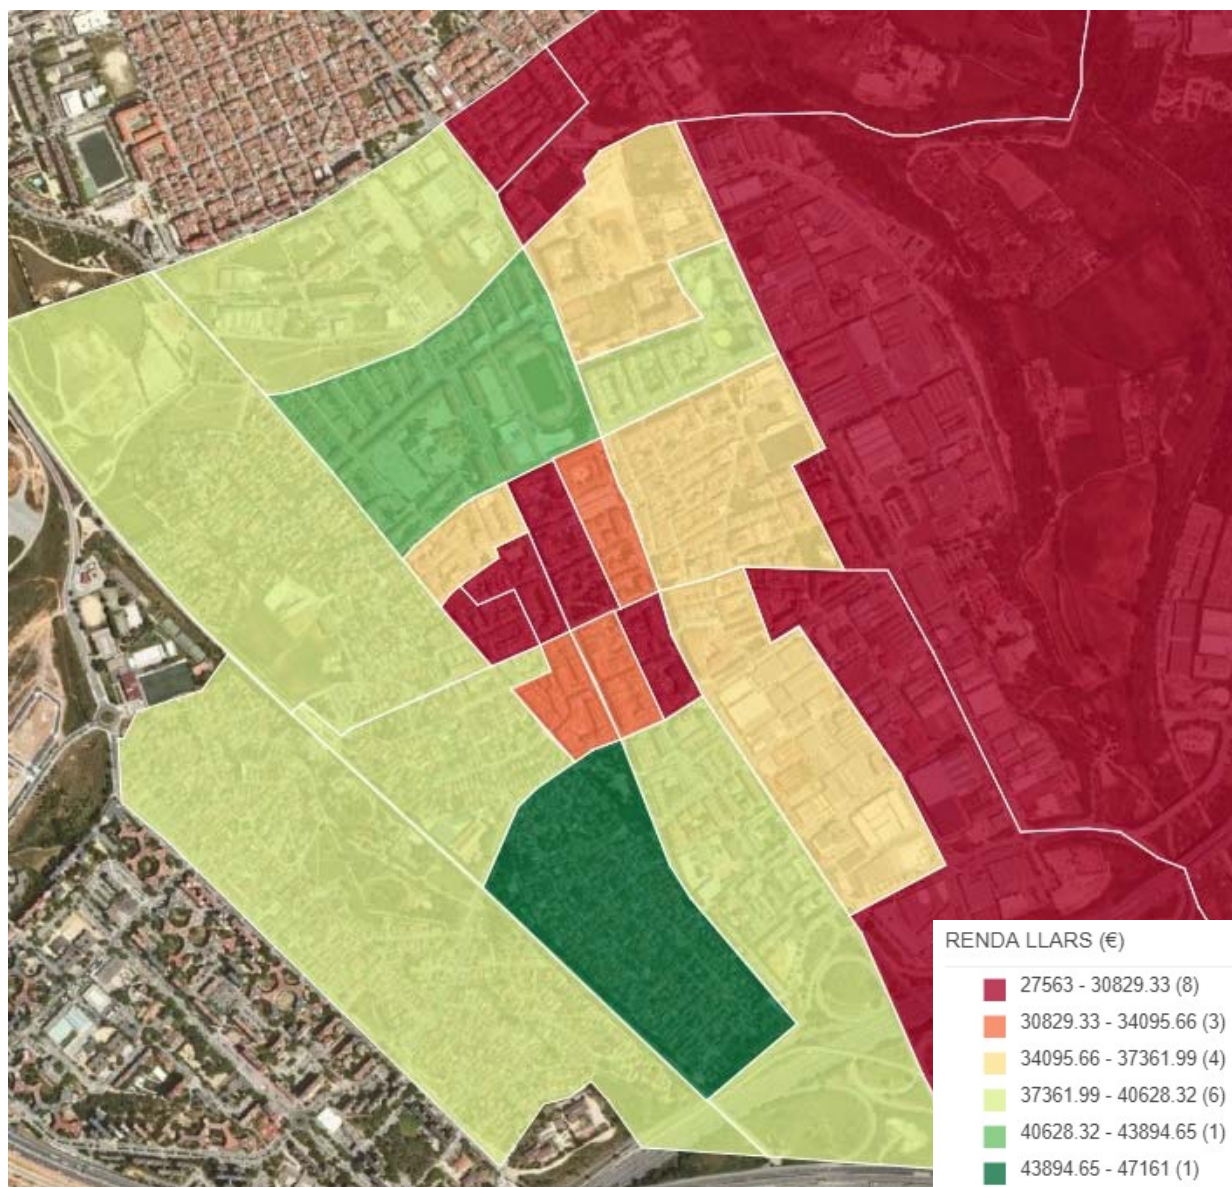 RENDA LLARS (€)
27563 - 30829.33 (8)
30829.33 - 34095.66 (3)
34095.66 - 37361.99 (4)
37361.99 - 40628.32 (6)
40628.32 - 43894.65 (1)
43894.65 - 47161 (1)